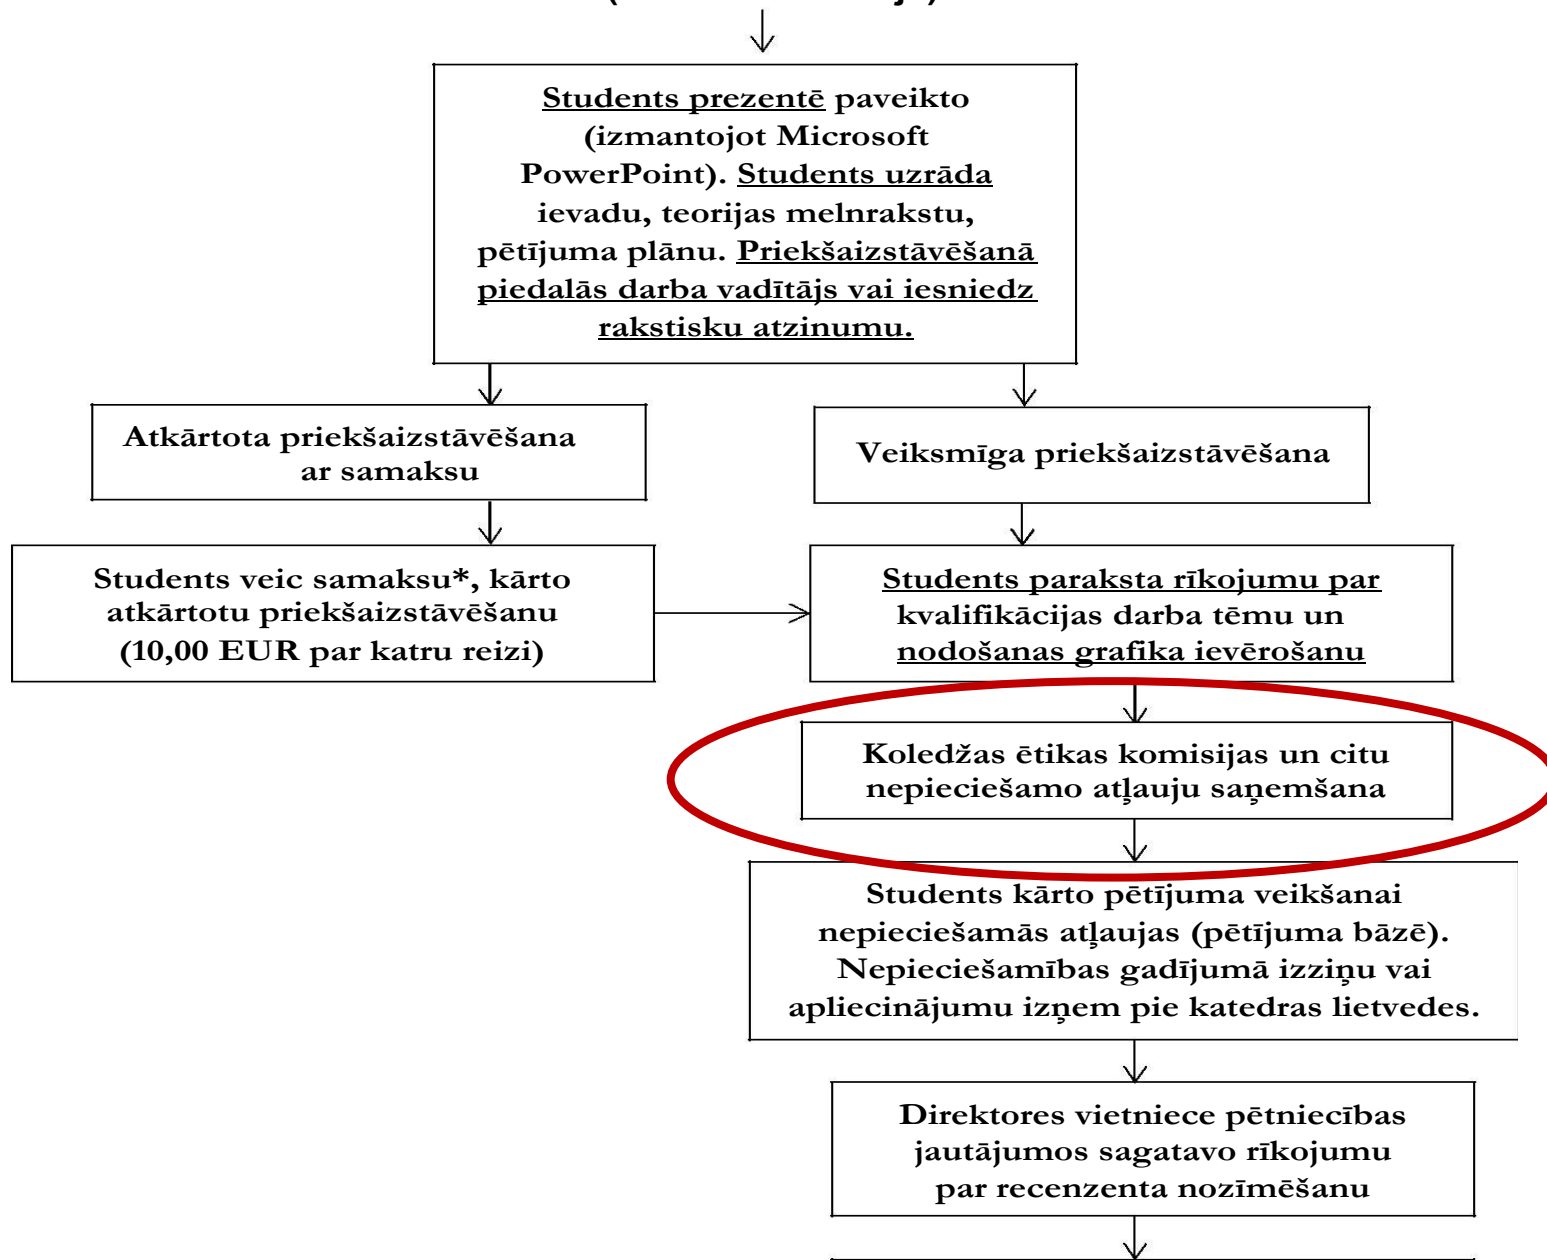 Students prezentē paveikto
(izmantojot Microsoft
PowerPoint). Students uzrāda
ievadu, teorijas melnrakstu,
pētījuma plānu. Priekšaizstāvēšanā
piedalās darba vadītājs vai iesniedz
rakstisku atzinumu.
Atkārtota priekšaizstāvēšana
ar samaksu
Veiksmīga priekšaizstāvēšana
Students veic samaksu*, kārto
atkārtotu priekšaizstāvēšanu
(10,00 EUR par katru reizi)
Students paraksta rīkojumu par
kvalifikācijas darba tēmu un
nodošanas grafika ievērošanu
Koledžas ētikas komisijas un citu
nepieciešamo atļauju saņemšana
Students kārto pētījuma veikšanai
nepieciešamās atļaujas (pētījuma bāzē).
Nepieciešamības gadījumā izziņu vai
apliecinājumu izņem pie katedras lietvedes.
Direktores vietniece pētniecības
jautājumos sagatavo rīkojumu
par recenzenta nozīmēšanu